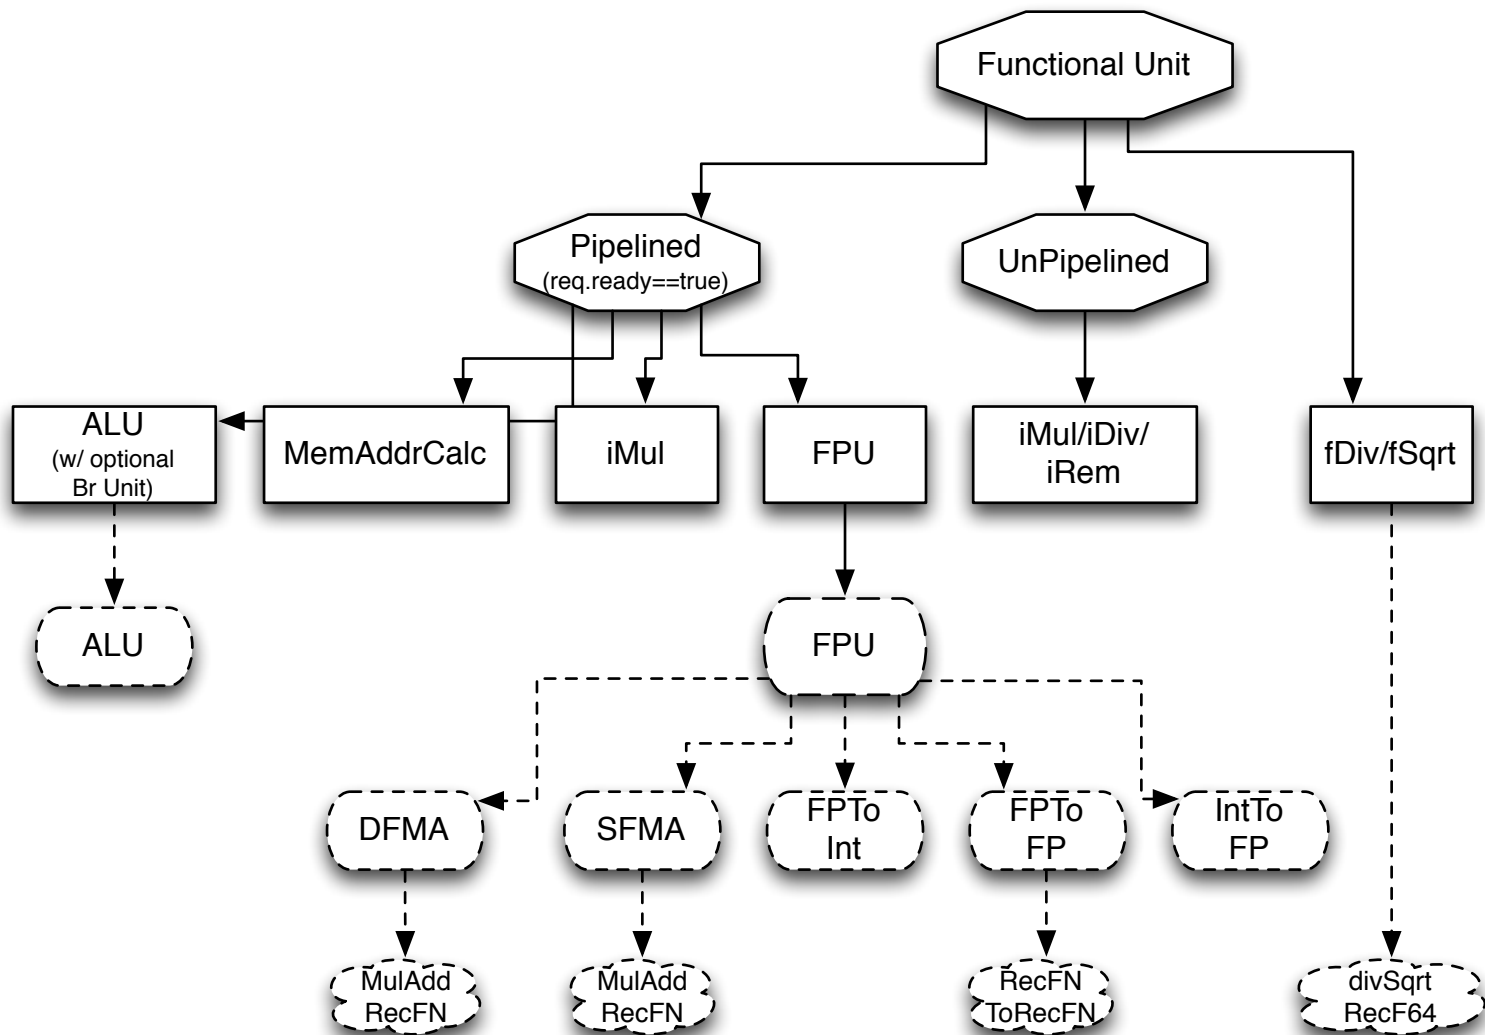 Functional Unit
Pipelined
(req.ready==true)
UnPipelined
ALU
(w/ optional
Br Unit)
MemAddrCalc
iMul
FPU
iMul/iDiv/
iRem
fDiv/fSqrt
ALU
FPU
DFMA
SFMA
FPTo
Int
FPTo
FP
IntTo
FP
MulAdd
RecFN
MulAdd
RecFN
RecFN
ToRecFN
divSqrt
RecF64